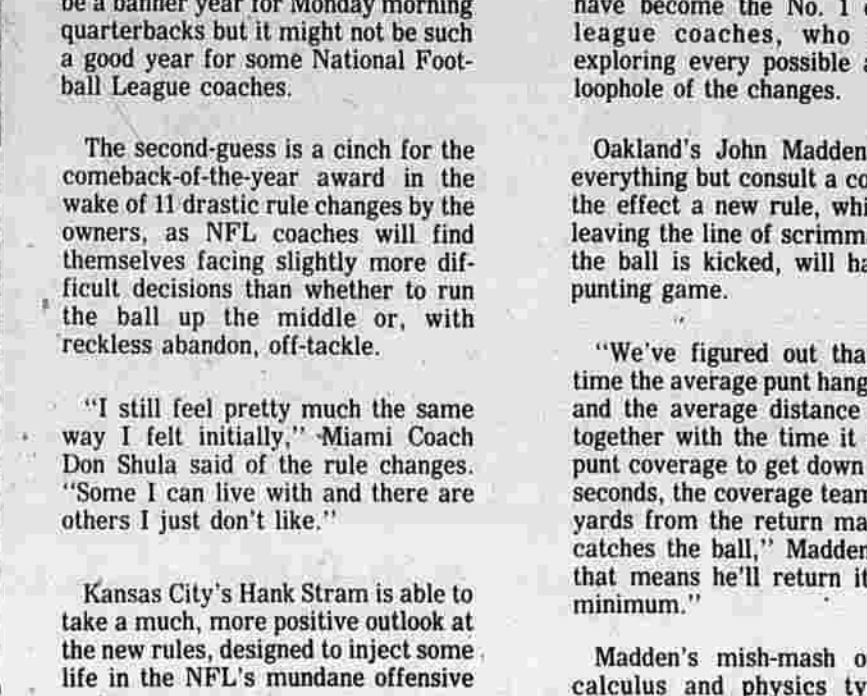 be a banner year for Monday morning
quarterbacks but it might not be such
a good year for some National Foot-
ball League coaches.
The second-guess is a cinch for the
comeback-of-the-year award in the
wake of 11 drastic rule changes by the
owners, as NFL coaches will find
themselves facing slightly more dif-
ficult decisions than whether to run
the ball up the middle or, with
reckless abandon, off-tackle.
"I still feel pretty much the same
way I felt initially," Miami Coach
Don Shula said of the rule changes.
"Some I can live with and there are
others I just don't like."
Kansas City's Hank Stram is able to
take a much, more positive outlook at
the new rules, designed to inject some
life in the NFL's mundane offensive
have become the No. 1
league coaches, who
exploring every possible
loophole of the changes.
Oakland's John Madden
everything but consult a
the effect a new rule,
leaving the line of
the ball is kicked, will
punting game.
"We've figured out
time the average punt
and the average distance
together with the time it
punt coverage to get down
seconds, the coverage
yards from the return
catches the ball,"
that means he'll return
minimum."
Madden's mish-mash
calculus and physics